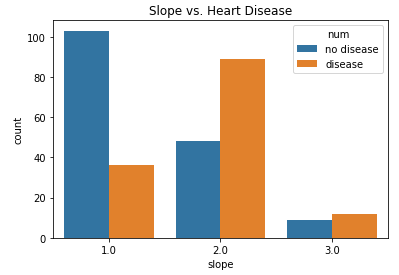 Slope vs. Heart Disease
num
no disease
disease
100
80
60
40
20
0
count
1.0
2.0
3.0
slope